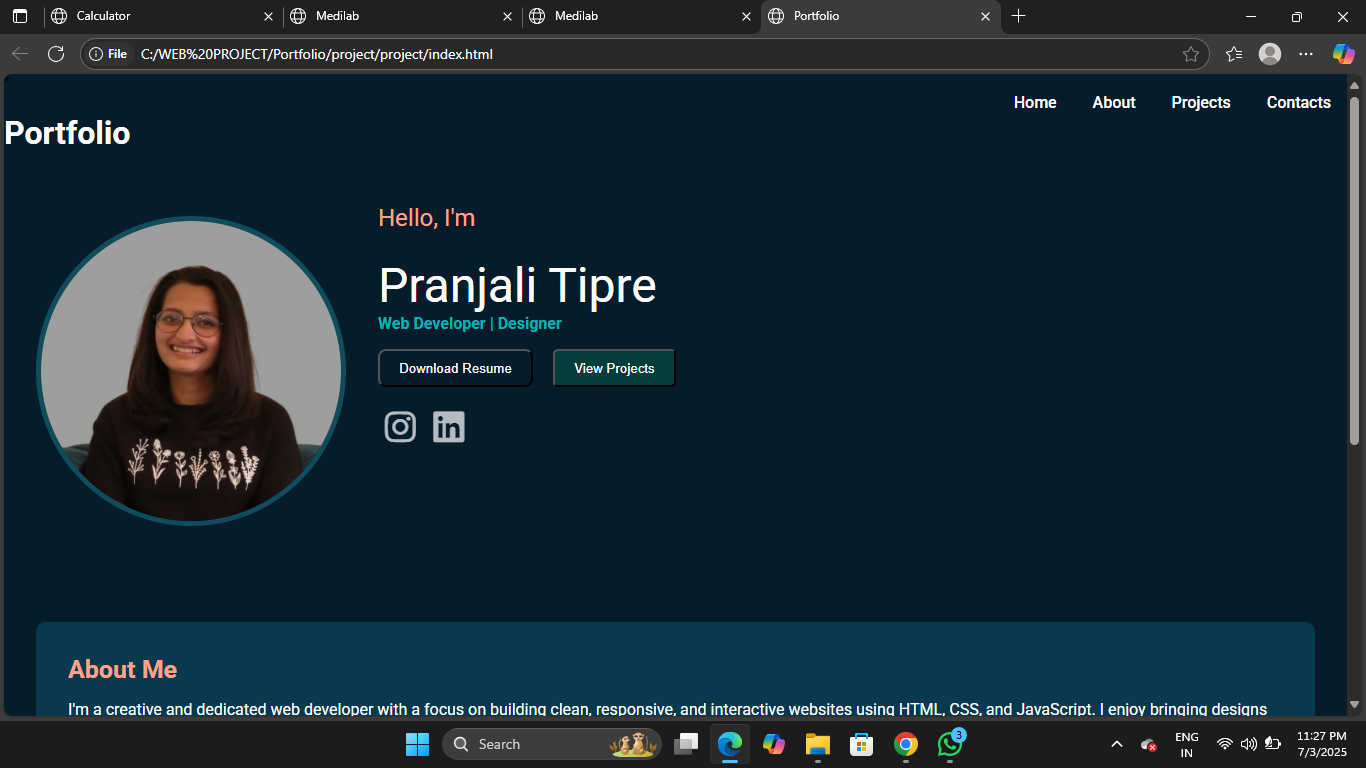 Calculator
Medilab
Medilab
Portfolio
File C:/WEB%20PROJECT/Portfolio/project/project/index.html
Home About Projects Contacts
Portfolio
Hello, I'm
Pranjali Tipre
Web Developer | Designer
Download Resume View Projects
in
About Me
I'm a creative and dedicated web developer with a focus on building clean, responsive, and interactive websites using HTML, CSS, and JavaScript. I enjoy bringing designs
Search
3
ENG
IN
11:27 PM
7/3/2025